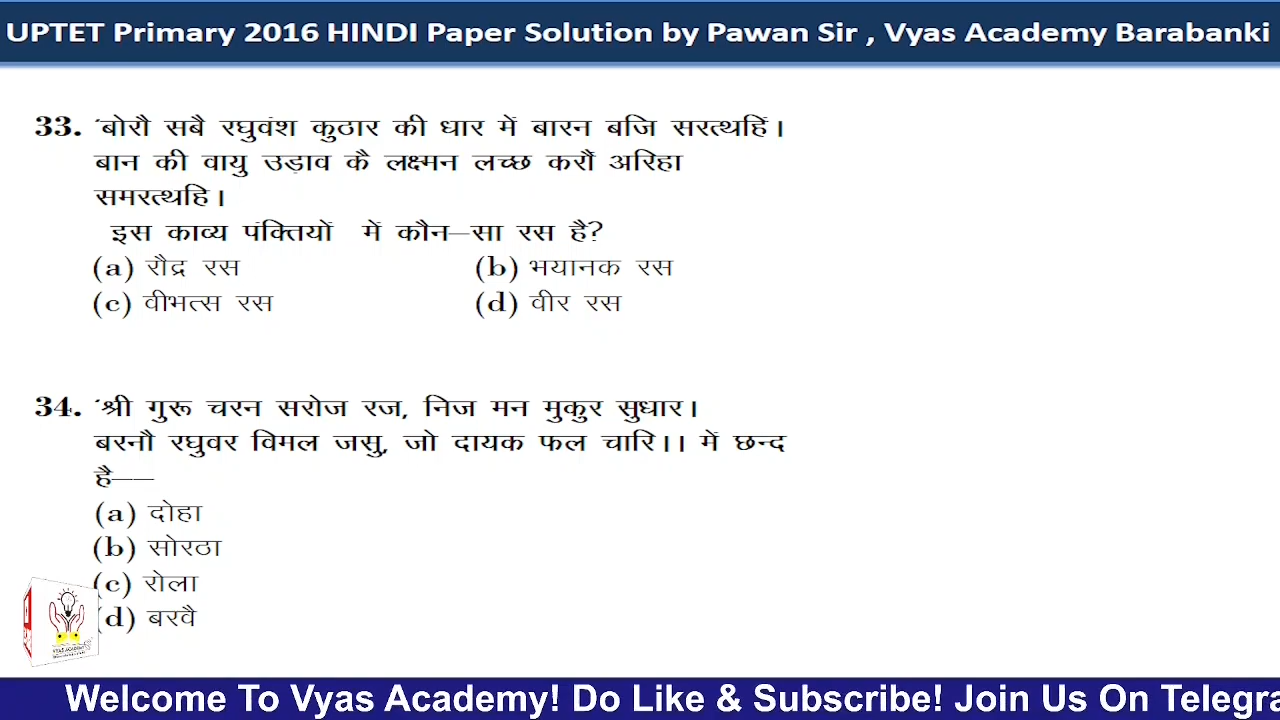 UPTET Primary 2016 HINDI Paper Solution by Pawan Sir , Vyas Academy Barabanki
33. ‘बोरौ सबै रघुवंश कुठार की धार में बारन बजि सरत्थहिं।
बान की वायु उड़ाव कै लक्ष्मन लच्छ करौं अरिहा
समरत्थहि।
इस काव्य पंक्तियों में कौन–सा रस है?
(a) रौद्र रस (b) भयानक रस
(c) वीभत्स रस (d) वीर रस
34. ‘श्री गुरू चरन सरोज रज, निज मन मुकुर सुधार।
बरनौ रघुवर विमल जसु, जो दायक फल चारि।। में छन्द
है––
(a) दोहा
(b) सोरठा
(c) रोला
(d) बरवै
VYAS ACADEMY
Welcome To Vyas Academy! Do Like & Subscribe! Join Us On Telegra